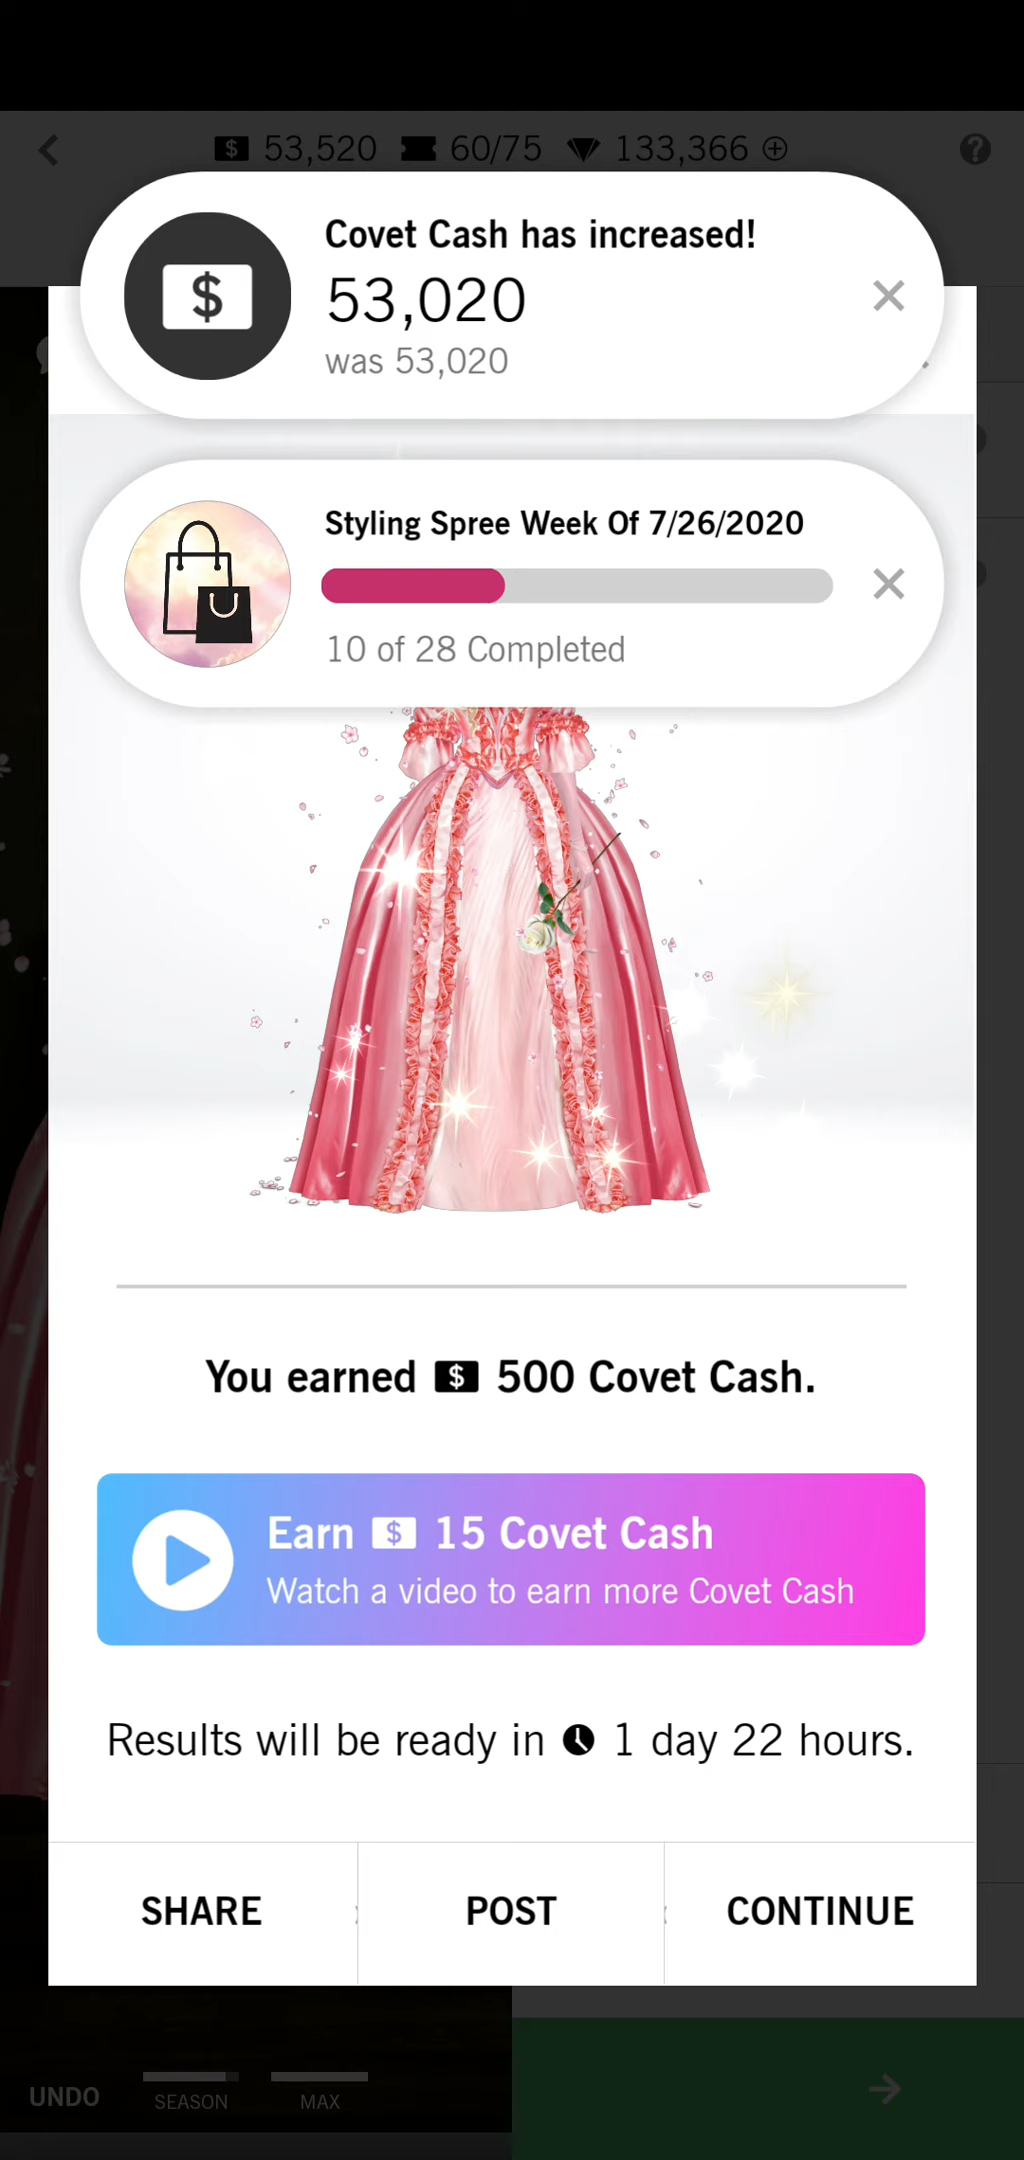 53,520 60/75 133,366
Covet Cash has increased!
53,020
was 53,020
Styling Spree Week Of 7/26/2020
10 of 28 Completed
You earned $ 500 Covet Cash.
Earn $ 15 Covet Cash
Watch a video to earn more Covet Cash
Results will be ready in 1 day 22 hours.
SHARE POST CONTINUE
UNDO SEASON MAX